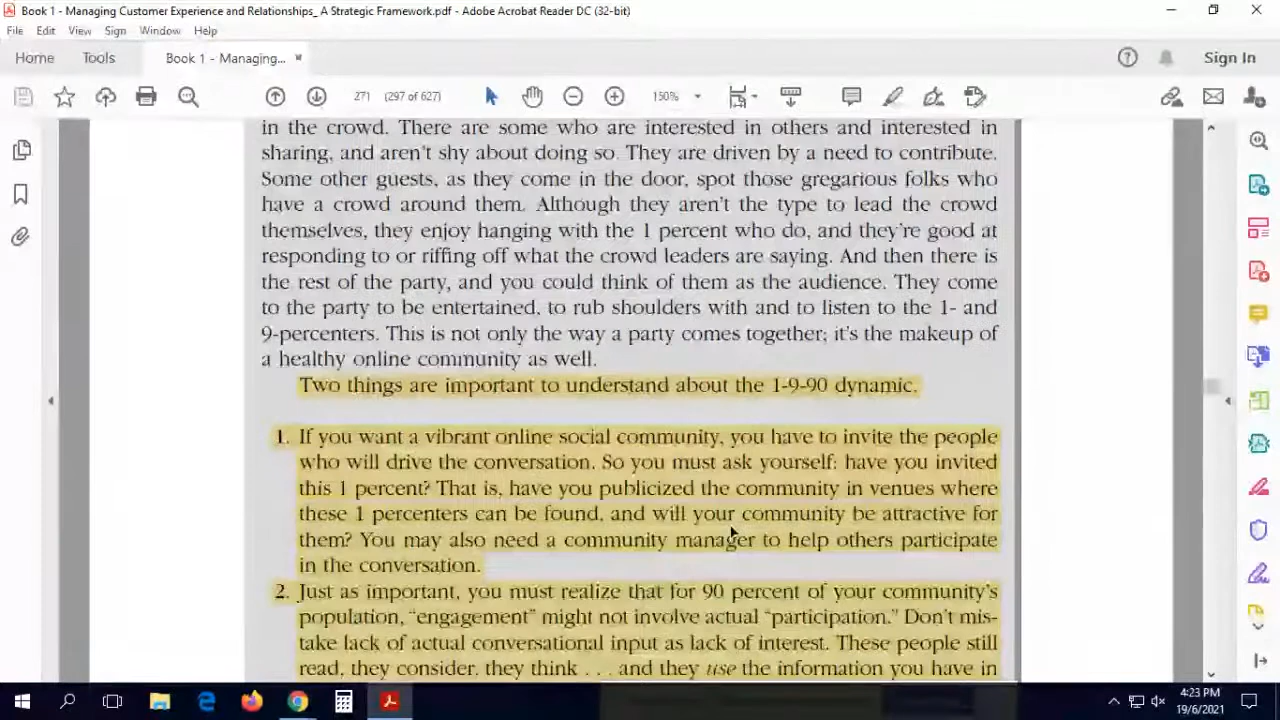 Book 1 - Managing Customer Experience and Relationships_ A Strategic Framework.pdf - Adobe Acrobat Reader DC (32-bit)
File Edit View Sign Window Help
Home Tools Book 1 - Managing... × Sign In
271 (297 of 627) 150%
in the crowd. There are some who are interested in others and interested in
sharing, and aren't shy about doing so. They are driven by a need to contribute.
Some other guests, as they come in the door, spot those gregarious folks who
have a crowd around them. Although they aren't the type to lead the crowd
themselves, they enjoy hanging with the 1 percent who do, and they're good at
responding to or riffing off what the crowd leaders are saying. And then there is
the rest of the party, and you could think of them as the audience. They come
to the party to be entertained, to rub shoulders with and to listen to the 1- and
9-percenters. This is not only the way a party comes together; it's the makeup of
a healthy online community as well.
Two things are important to understand about the 1-9-90 dynamic.
1. If you want a vibrant online social community, you have to invite the people
who will drive the conversation. So you must ask yourself: have you invited
this 1 percent? That is, have you publicized the community in venues where
these 1 percenters can be found, and will your community be attractive for
them? You may also need a community manager to help others participate
in the conversation.
2. Just as important, you must realize that for 90 percent of your community's
population, "engagement" might not involve actual "participation." Don't mis-
take lack of actual conversational input as lack of interest. These people still
read, they consider, they think . . . and they use the information you have in
4:23 PM
19/6/2021